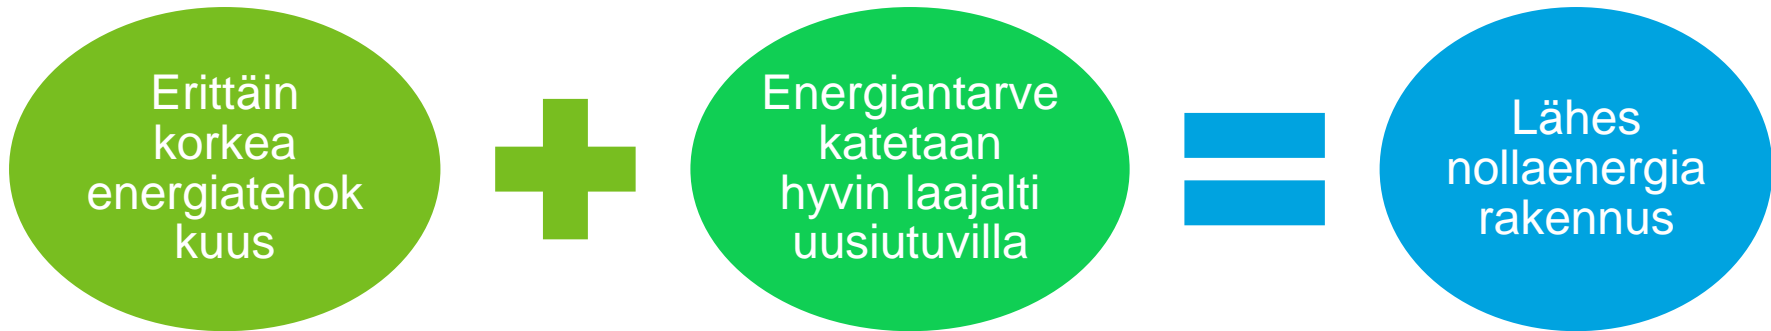 Erittäin
korkea
energiatehok
kuus
Energiantarve
katetaan
hyvin laajalti
uusiutuvilla
Lähes
nollaenergia
rakennus